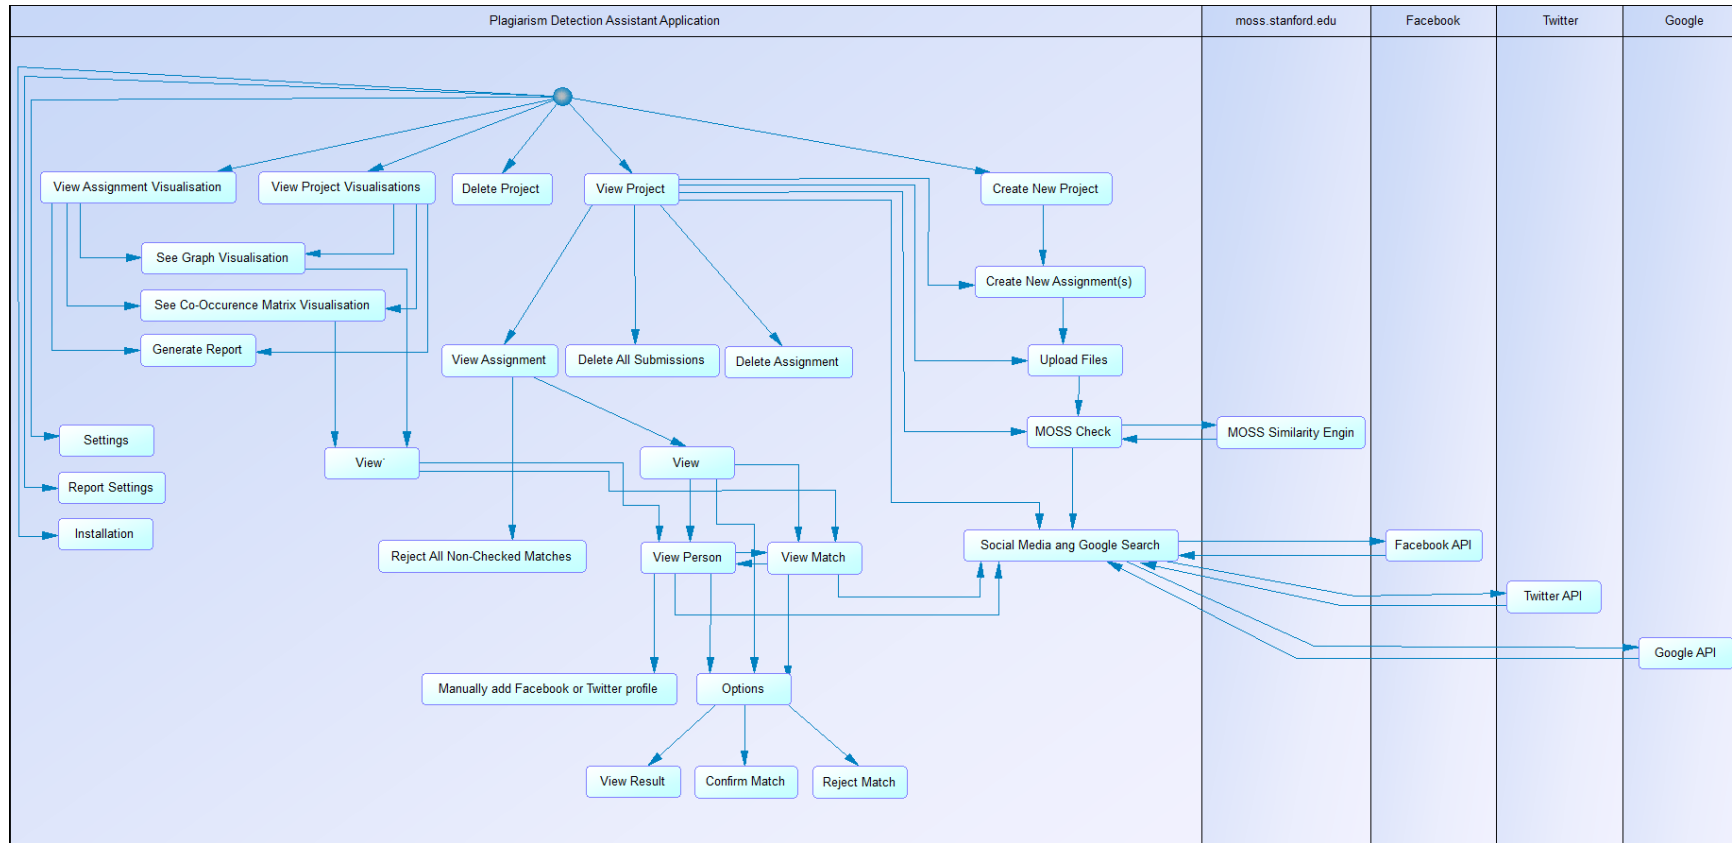 Plagiarism Detection Assistant Application
moss.stanford.edu
Facebook
Twitter
Google
View Assignment Visualisation
View Project Visualisations
Delete Project
View Project
Create New Project
See Graph Visualisation
Create New Assignment(s)
See Co-Occurence Matrix Visualisation
Generate Report
View Assignment
Delete All Submissions
Delete Assignment
Upload Files
Settings
MOSS Check
MOSS Similarity Engin
View`
View
Report Settings
Installation
Reject All Non-Checked Matches
View Person
View Match
Social Media ang Google Search
Facebook API
Twitter API
Google API
Manually add Facebook or Twitter profile
Options
View Result
Confirm Match
Reject Match